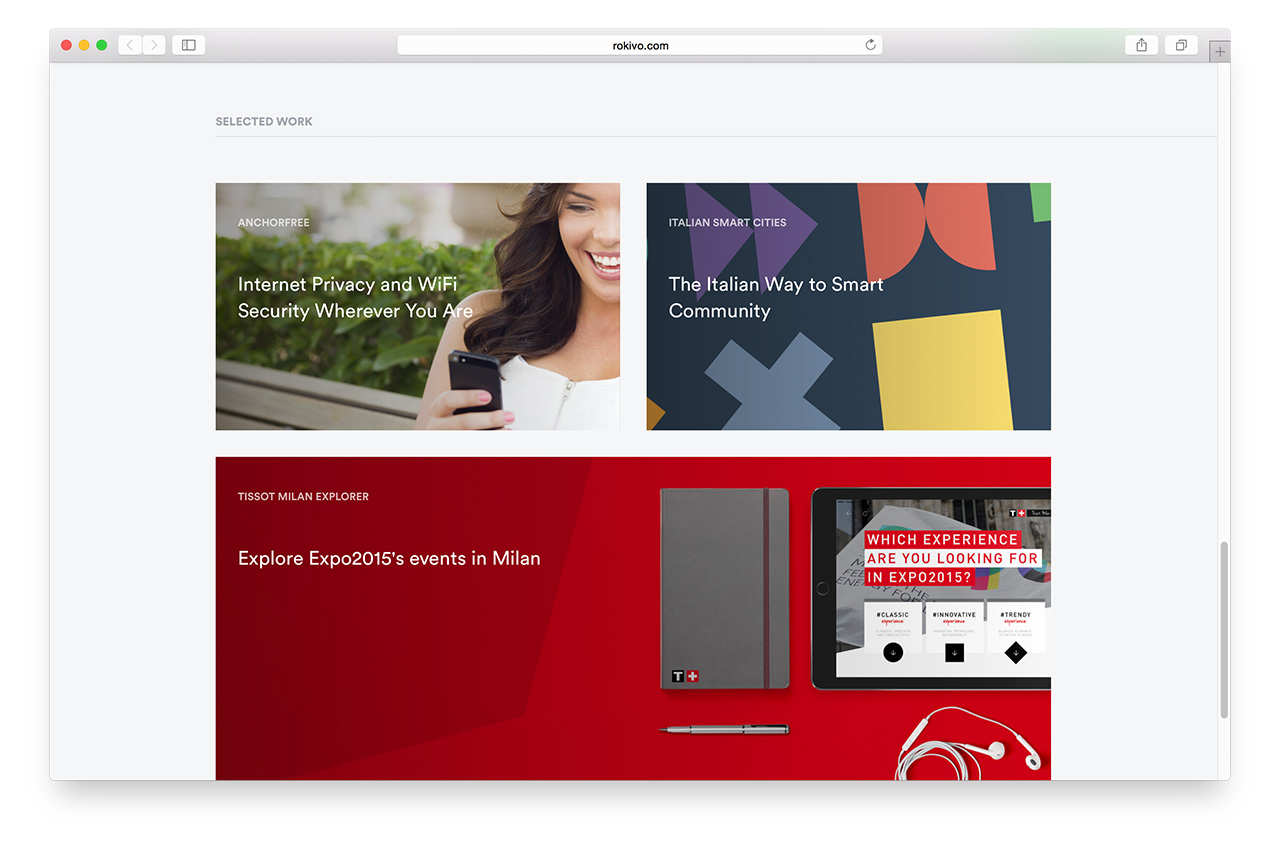 rokivo.com
SELECTED WORK
ANCHORFREE
Internet Privacy and WiFi
Security Wherever You Are
ITALIAN SMART CITIES
The Italian Way to Smart
Community
TISSOT MILAN EXPLORER
Explore Expo2015's events in Milan
T+
T+
WHICH EXPERIENCE
ARE YOU LOOKING FOR
IN EXPO2015?
#CLASSIC
experience
#INNOVATIVE
experience
#TRENDY
experience